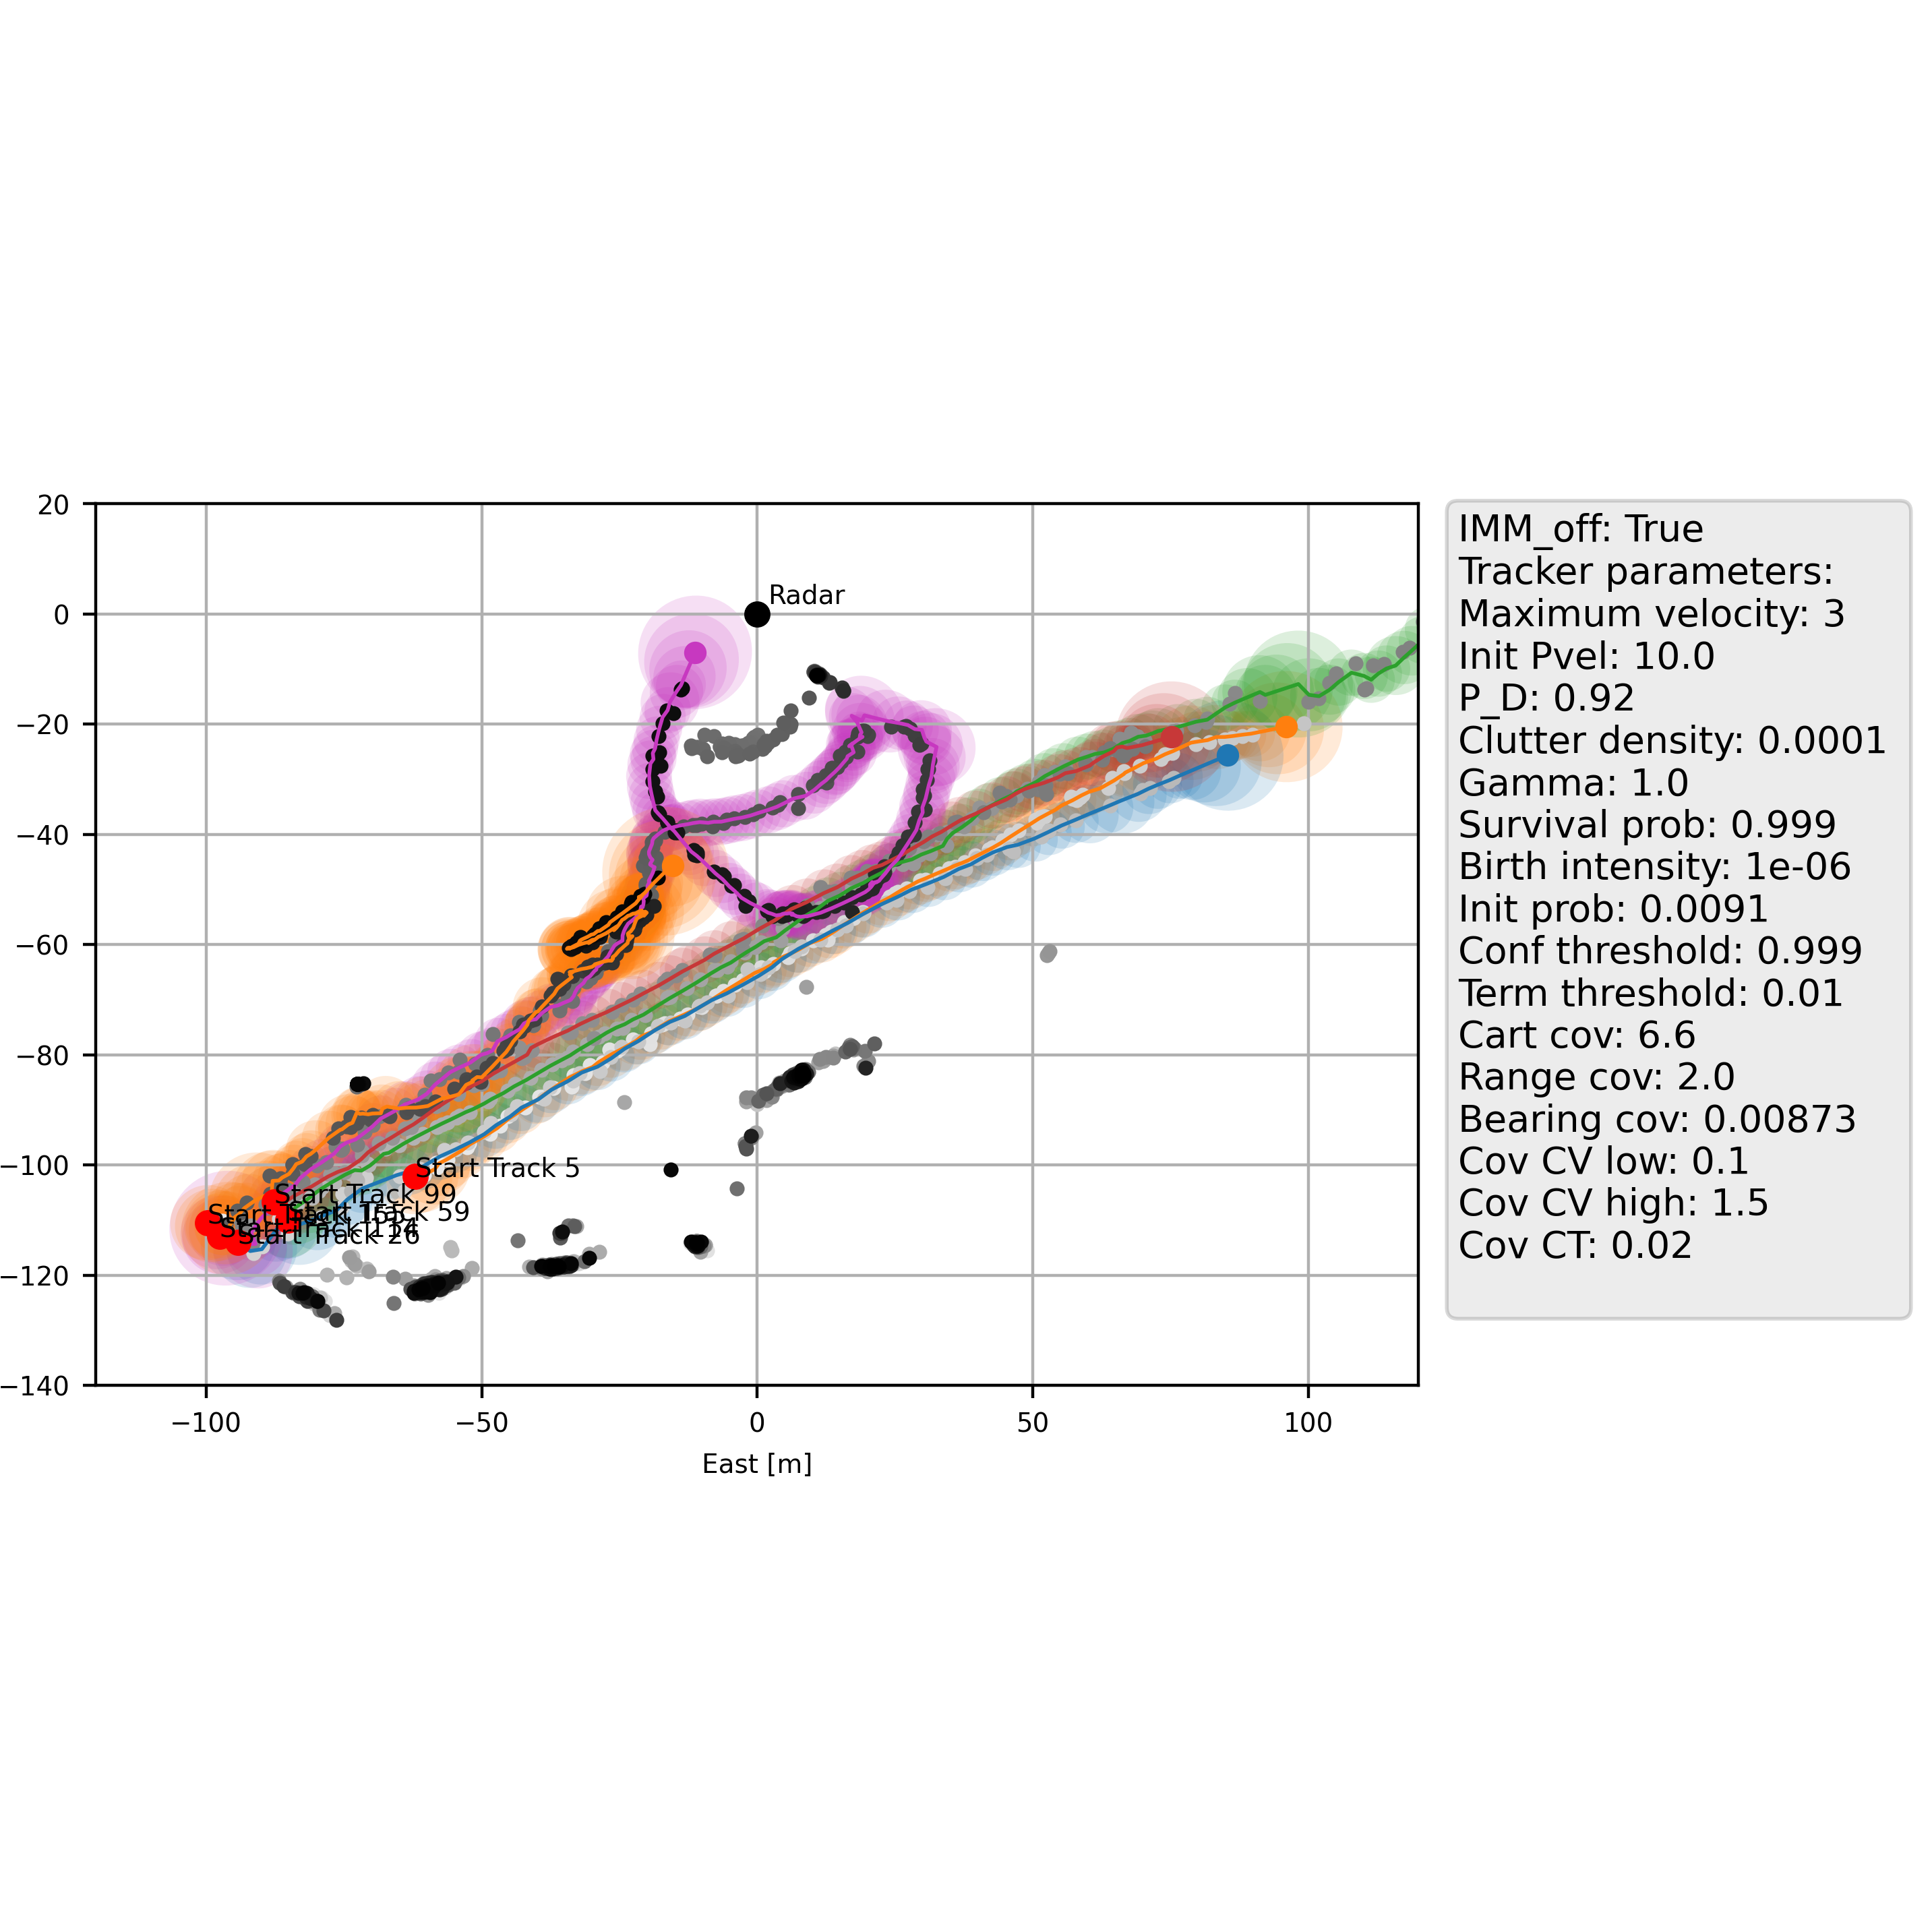 20
0
−20
−40
−60
−80
−100
−120
−140
−100
−50
0
50
100
East [m]
Radar
Start Track 5
Start Track 99
Start Track 59
Start Track 26
IMM_off: True
Tracker parameters:
Maximum velocity: 3
Init Pvel: 10.0
P_D: 0.92
Clutter density: 0.0001
Gamma: 1.0
Survival prob: 0.999
Birth intensity: 1e-06
Init prob: 0.0091
Conf threshold: 0.999
Term threshold: 0.01
Cart cov: 6.6
Range cov: 2.0
Bearing cov: 0.00873
Cov CV low: 0.1
Cov CV high: 1.5
Cov CT: 0.02